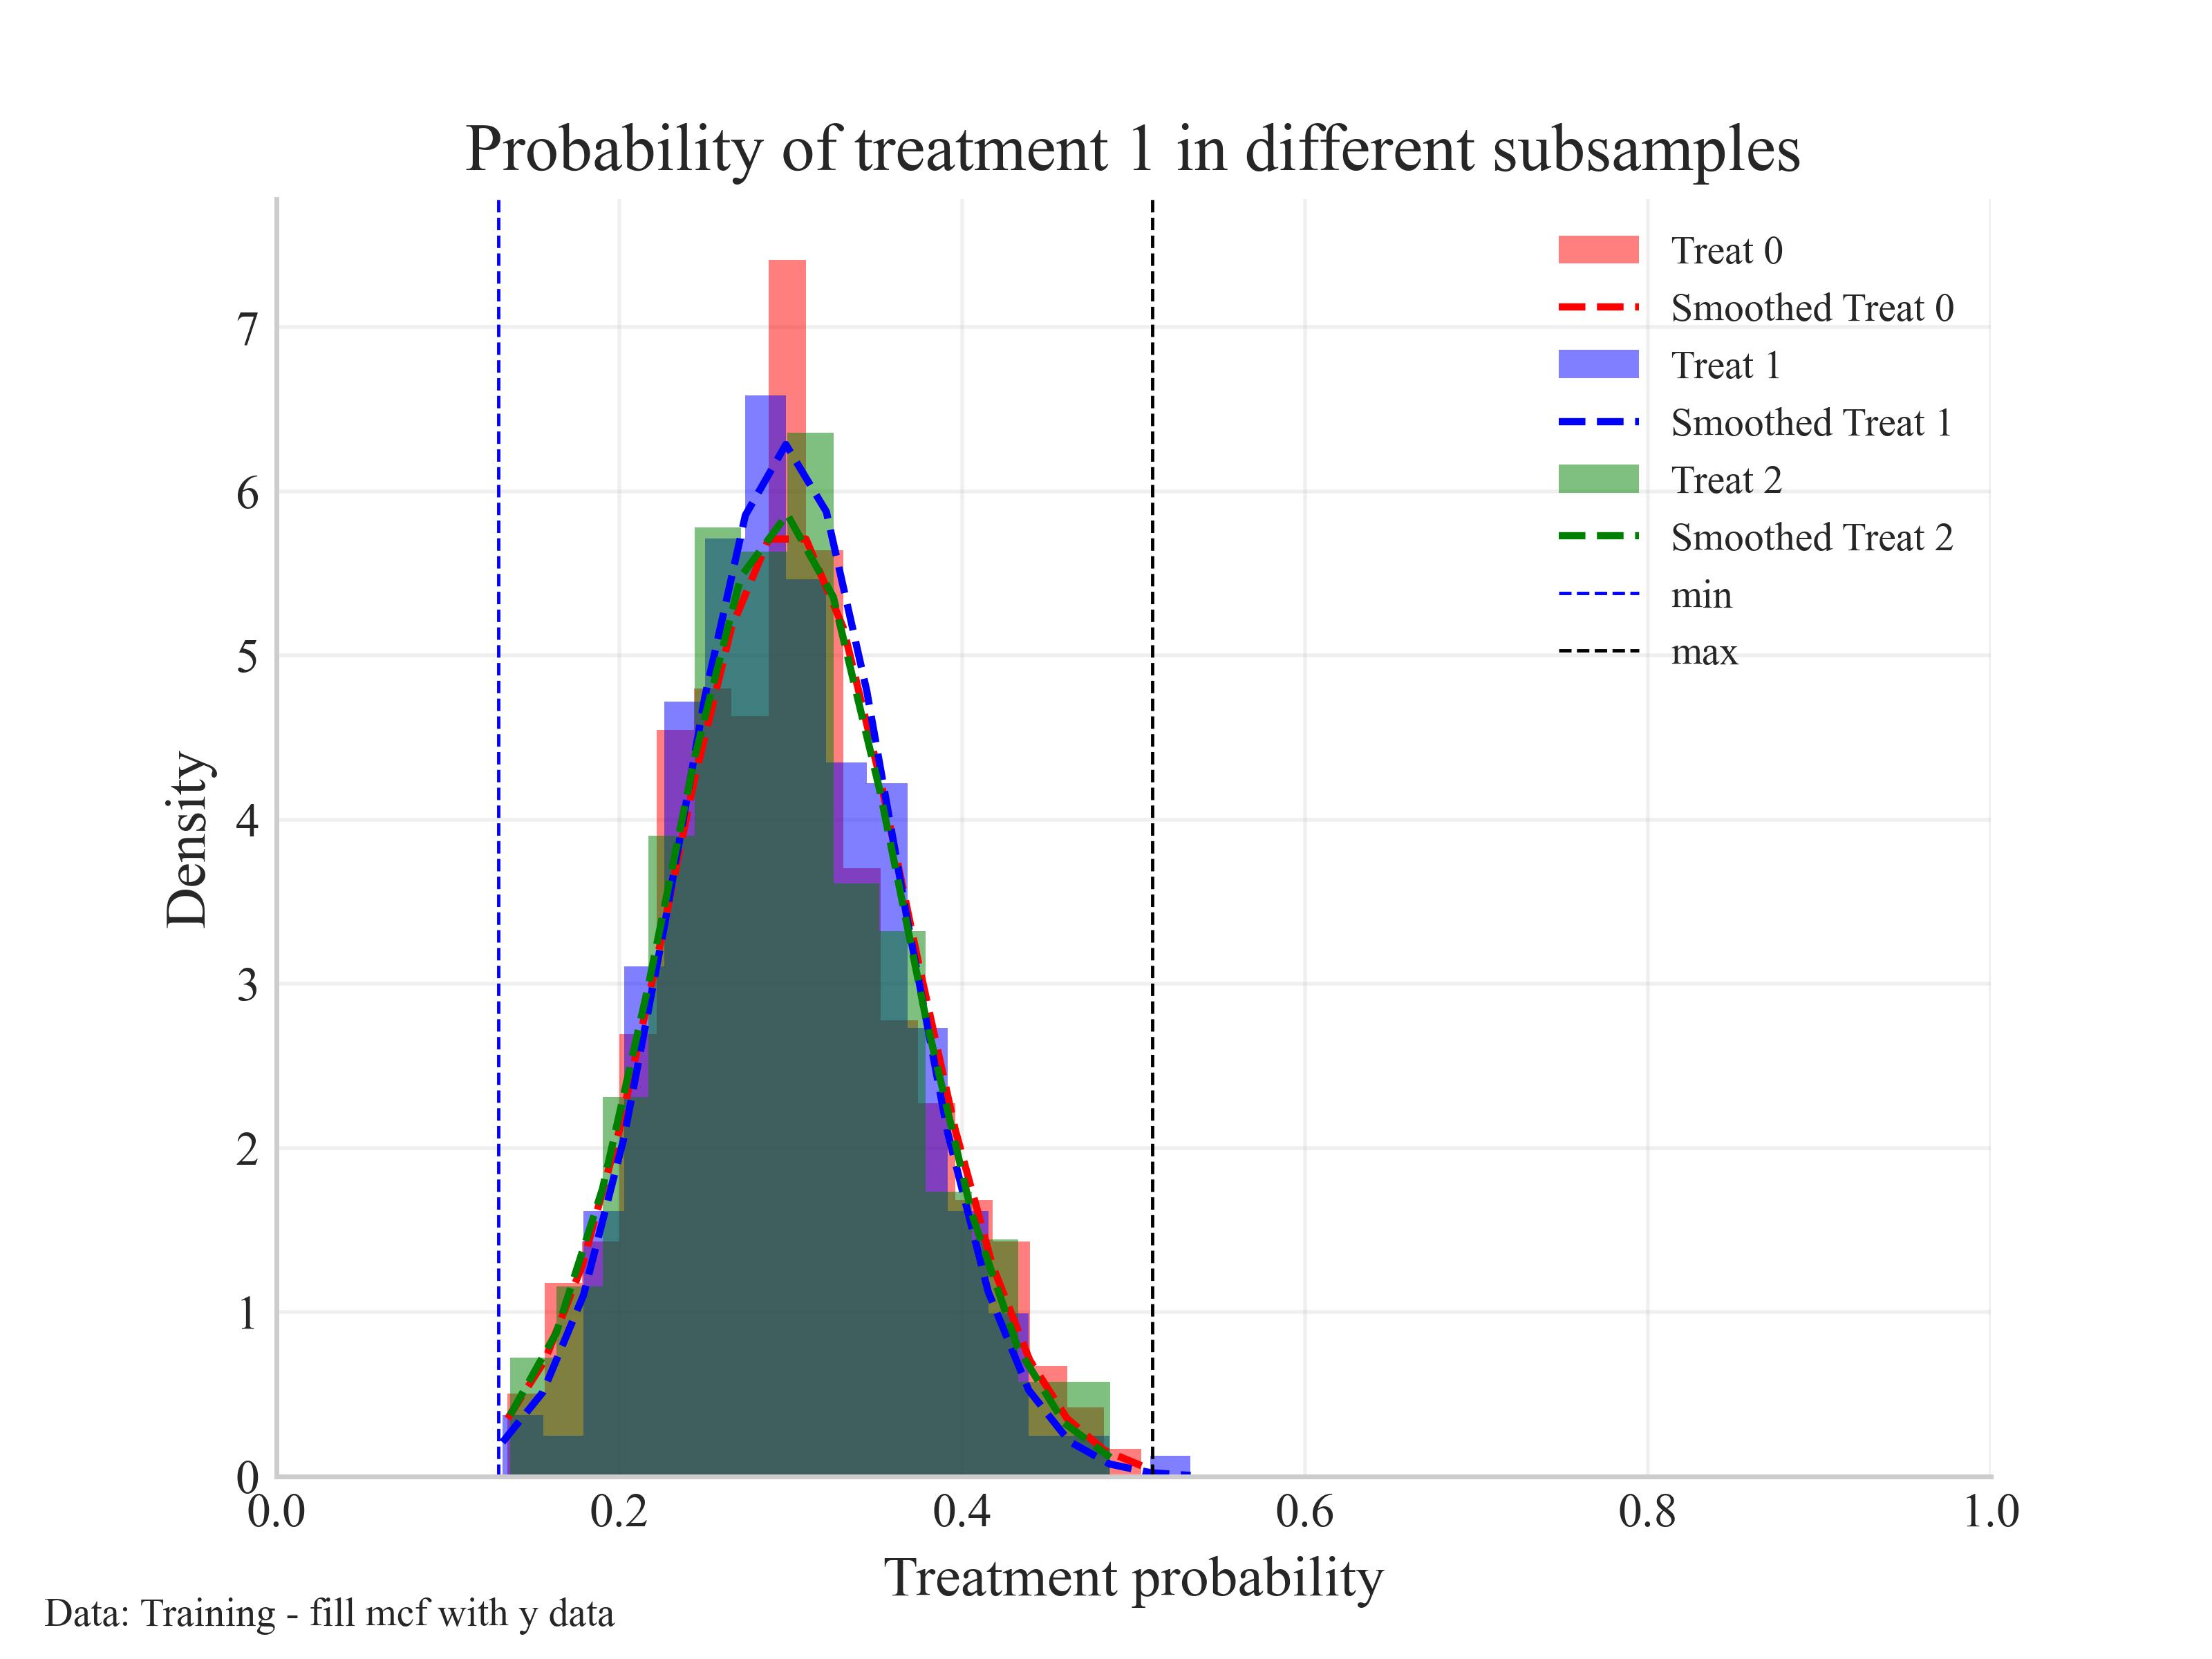 Probability of treatment 1 in different subsamples
Treat 0
Smoothed Treat 0
Treat 1
Smoothed Treat 1
Treat 2
Smoothed Treat 2
min
max
Density
7
6
5
4
3
2
1
0
0.0 0.2 0.4 0.6 0.8 1.0
Treatment probability
Data: Training - fill mcf with y data